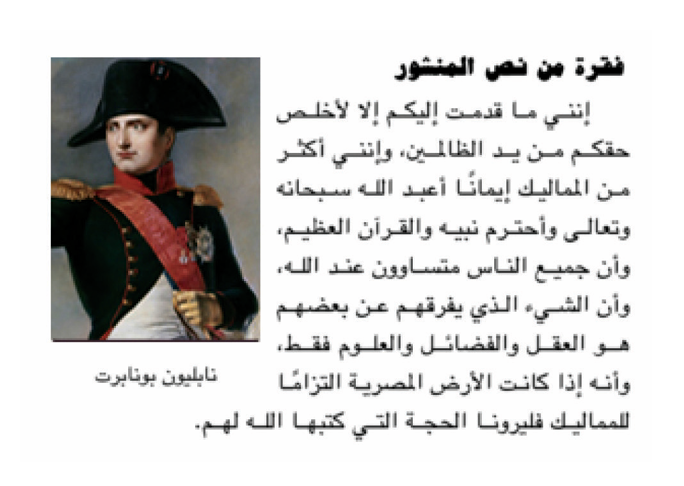 فقرة من نص المنشور
إنني ما قدمت إليكم إلا لأخلص
حقكم من يد الظالمين، وإنني أكثر
من المماليك إيمانًا أعبد الله سبحانه
وتعالى وأحترم نبيه والقرآن العظيم،
وأن جميع الناس متساوون عند الله،
وأن الشيء الذي يفرقهم عن بعضهم
هو العقل والفضائل والعلوم فقط،
وأنه إذا كانت الأرض المصرية التزامًا
للمماليك فليرونا الحجة التي كتبها الله لهم.
نابليون بونابرت